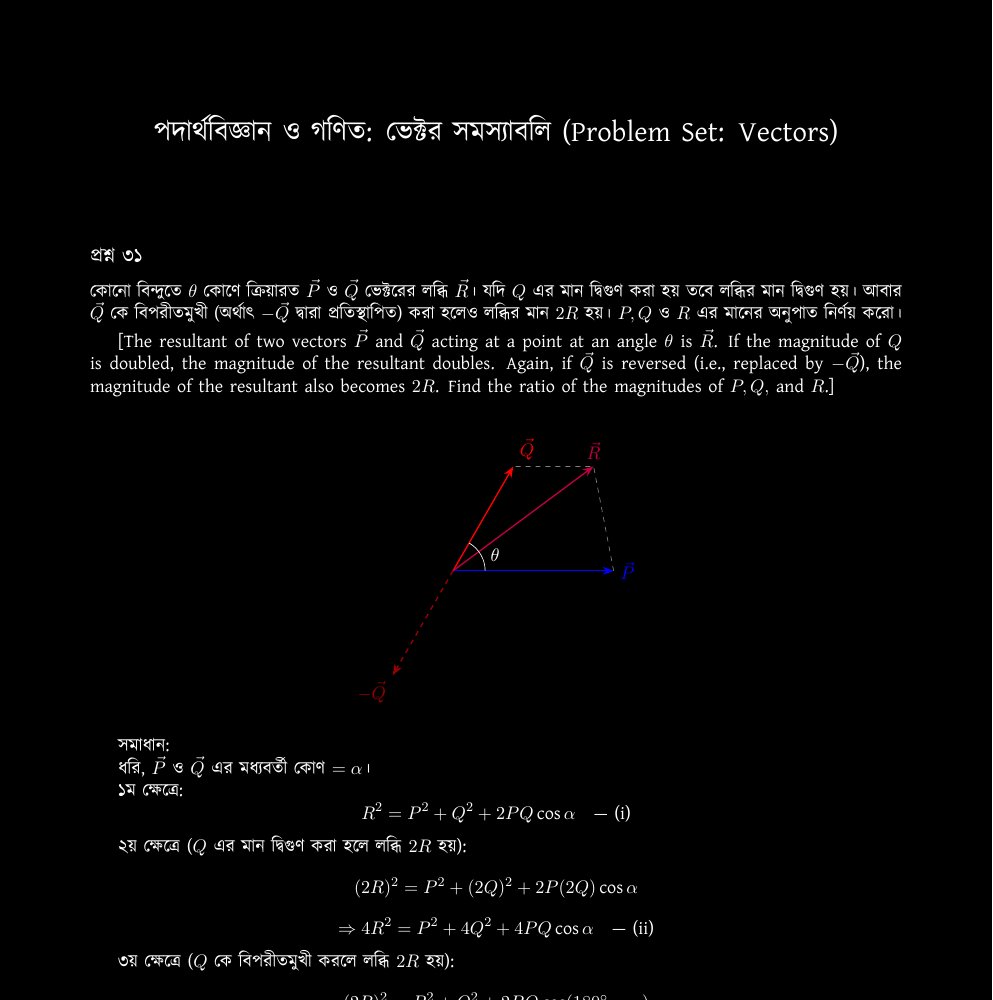 পদার্থবিজ্ঞান ও গণিত: ভেক্টর সমস্যাবলি (Problem Set: Vectors)
প্রশ্ন ৩১
কোনো বিন্দুতে θ কোণে ক্রিয়ারত P⃗ ও Q⃗ ভেক্টরের লব্ধি R⃗। যদি Q এর মান দ্বিগুণ করা হয় তবে লব্ধির মান দ্বিগুণ হয়। আবার
Q⃗ কে বিপরীতমুখী (অর্থাৎ −Q⃗ দ্বারা প্রতিস্থাপিত) করা হলেও লব্ধির মান 2R হয়। P, Q ও R এর মানের অনুপাত নির্ণয় করো।
[The resultant of two vectors P⃗ and Q⃗ acting at a point at an angle θ is R⃗. If the magnitude of Q
is doubled, the magnitude of the resultant doubles. Again, if Q⃗ is reversed (i.e., replaced by −Q⃗), the
magnitude of the resultant also becomes 2R. Find the ratio of the magnitudes of P, Q, and R.]
Q⃗
R⃗
θ
P⃗
−Q⃗
সমাধান:
ধরি, P⃗ ও Q⃗ এর মধ্যবর্তী কোণ = α।
১ম ক্ষেত্রে:
R² = P² + Q² + 2PQ cos α − (i)
২য় ক্ষেত্রে (Q এর মান দ্বিগুণ করা হলে লব্ধি 2R হয়):
(2R)² = P² + (2Q)² + 2P(2Q) cos α
⇒ 4R² = P² + 4Q² + 4PQ cos α − (ii)
৩য় ক্ষেত্রে (Q কে বিপরীতমুখী করলে লব্ধি 2R হয়):